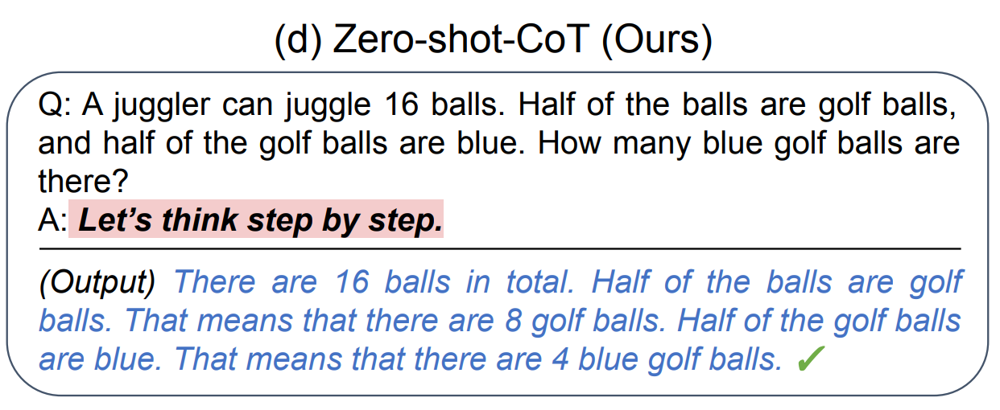 (d) Zero-shot-CoT (Ours)
Q: A juggler can juggle 16 balls. Half of the balls are golf balls,
and half of the golf balls are blue. How many blue golf balls are
there?
A: Let’s think step by step.
(Output) There are 16 balls in total. Half of the balls are golf
balls. That means that there are 8 golf balls. Half of the golf balls
are blue. That means that there are 4 blue golf balls. ✓